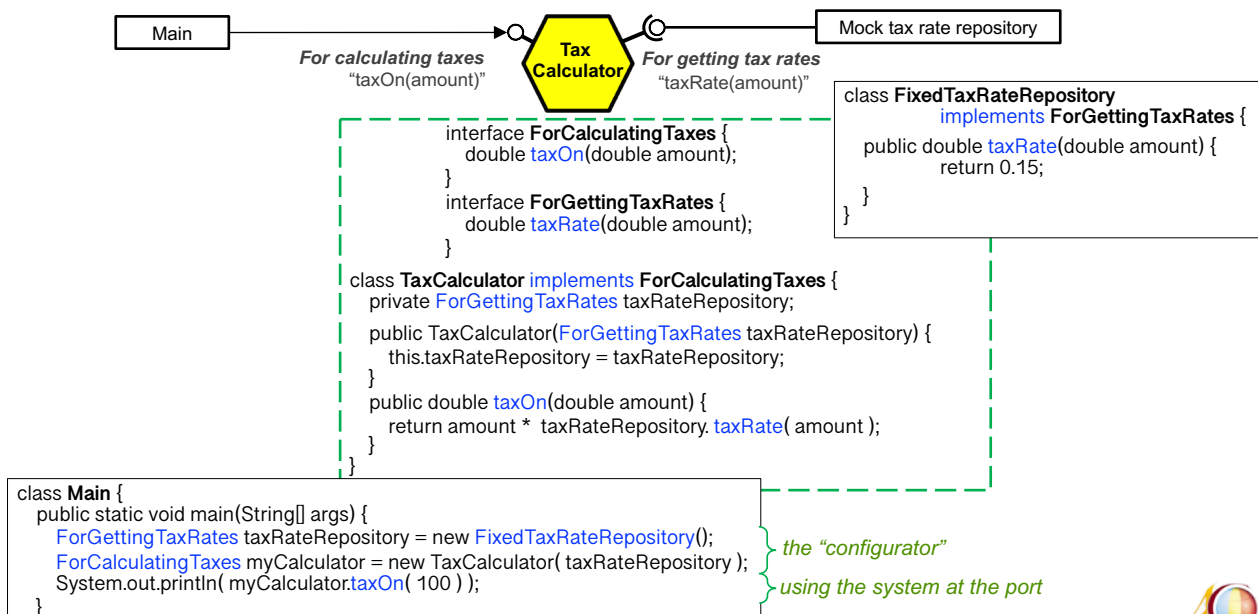 Main
For calculating taxes
"taxOn(amount)"
Tax
Calculator
For getting tax rates
"taxRate(amount)"
Mock tax rate repository
class FixedTaxRateRepository
implements ForGettingTaxRates {
public double taxRate(double amount) {
return 0.15;
}
}
interface ForCalculatingTaxes {
double taxOn(double amount);
}
interface ForGettingTaxRates {
double taxRate(double amount);
}
class TaxCalculator implements ForCalculatingTaxes {
private ForGettingTaxRates taxRateRepository;
public TaxCalculator(ForGettingTaxRates taxRateRepository) {
this.taxRateRepository = taxRateRepository;
}
public double taxOn(double amount) {
return amount * taxRateRepository. taxRate( amount );
}
}
class Main {
public static void main(String[] args) {
ForGettingTaxRates taxRateRepository = new FixedTaxRateRepository();
ForCalculatingTaxes myCalculator = new TaxCalculator( taxRateRepository );
System.out.println( myCalculator.taxOn( 100 ) );
}
the "configurator"
using the system at the port